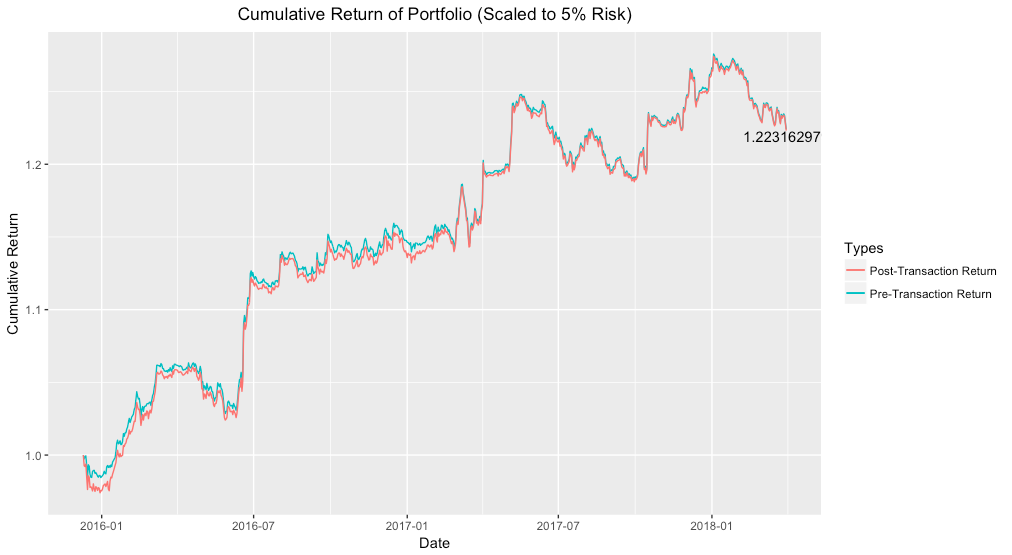 Cumulative Return of Portfolio (Scaled to 5% Risk)
Cumulative Return
1.2
1.1
1.0
1.22316297
2016-01
2016-07
2017-01
2017-07
2018-01
Date
Types
Post-Transaction Return
Pre-Transaction Return